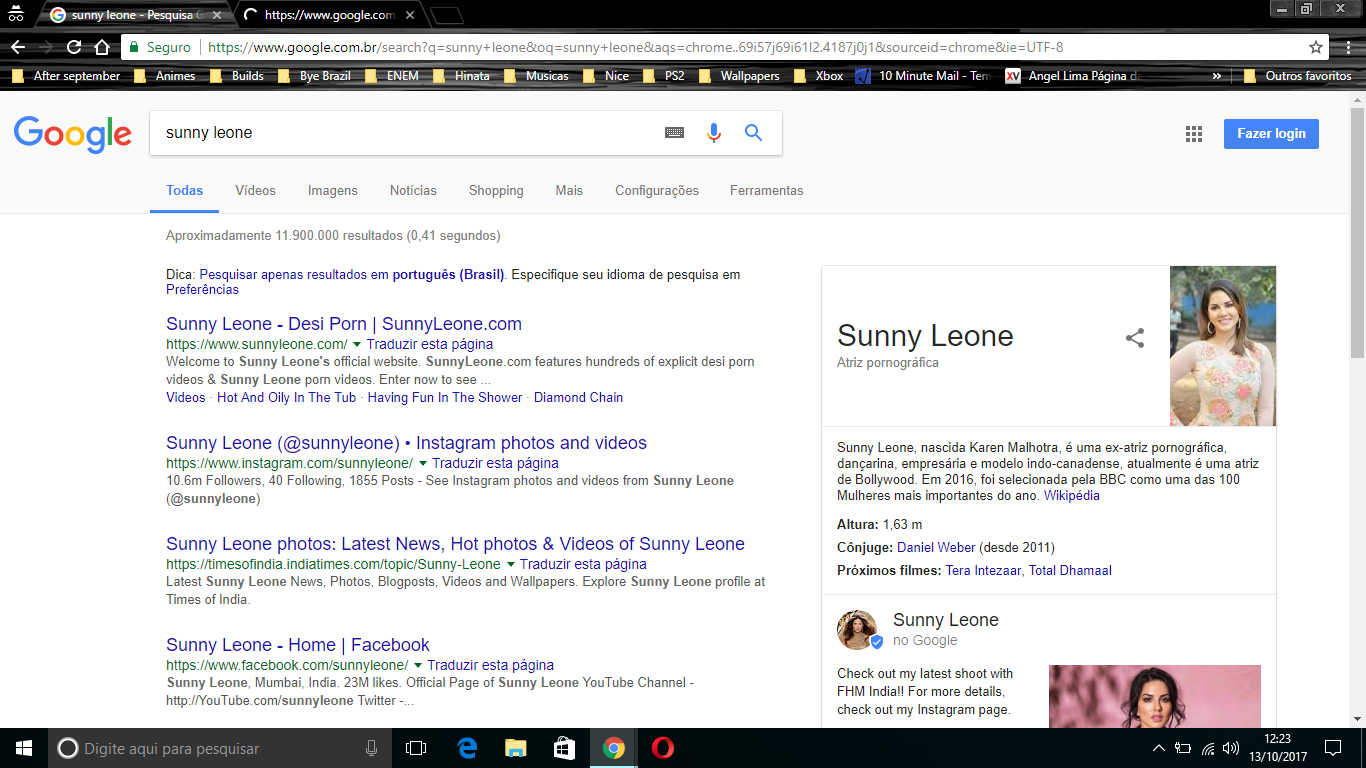 sunny leone - Pesquisa G
https://www.google.com
Seguro
https://www.google.com.br/search?q=sunny+leone&oq=sunny+leone&aqs=chrome..69i57j69i61l2.4187j0j1&sourceid=chrome&ie=UTF-8
After september Animes Builds Bye Brazil ENEM Hinata Musicas Nice PS2 Wallpapers Xbox 10 Minute Mail - Tem XV Angel Lima Página da » Outros favoritos
Google
sunny leone
Fazer login
Todas Vídeos Imagens Notícias Shopping Mais Configurações Ferramentas
Aproximadamente 11.900.000 resultados (0,41 segundos)
Dica: Pesquisar apenas resultados em português (Brasil). Especifique seu idioma de pesquisa em
Preferências
Sunny Leone - Desi Porn | SunnyLeone.com
https://www.sunnyleone.com/ Traduzir esta página
Welcome to Sunny Leone's official website. SunnyLeone.com features hundreds of explicit desi porn
videos & Sunny Leone porn videos. Enter now to see ...
Videos · Hot And Oily In The Tub · Having Fun In The Shower · Diamond Chain
Sunny Leone (@sunnyleone) • Instagram photos and videos
https://www.instagram.com/sunnyleone/ Traduzir esta página
10.6m Followers, 40 Following, 1855 Posts - See Instagram photos and videos from Sunny Leone
(@sunnyleone)
Sunny Leone photos: Latest News, Hot photos & Videos of Sunny Leone
https://timesofindia.indiatimes.com/topic/Sunny-Leone Traduzir esta página
Latest Sunny Leone News, Photos, Blogposts, Videos and Wallpapers. Explore Sunny Leone profile at
Times of India.
Sunny Leone - Home | Facebook
https://www.facebook.com/sunnyleone/ Traduzir esta página
Sunny Leone, Mumbai, India. 23M likes. Official Page of Sunny Leone YouTube Channel -
http://YouTube.com/sunnyleone Twitter -...
Sunny Leone
Atriz pornográfica
Sunny Leone, nascida Karen Malhotra, é uma ex-atriz pornográfica,
dançarina, empresária e modelo indo-canadense, atualmente é uma atriz
de Bollywood. Em 2016, foi selecionada pela BBC como uma das 100
Mulheres mais importantes do ano. Wikipédia
Altura: 1,63 m
Cônjuge: Daniel Weber (desde 2011)
Próximos filmes: Tera Intezaar, Total Dhamaal
Sunny Leone
no Google
Check out my latest shoot with
FHM India!! For more details,
check out my Instagram page.
Digite aqui para pesquisar
12:23
13/10/2017